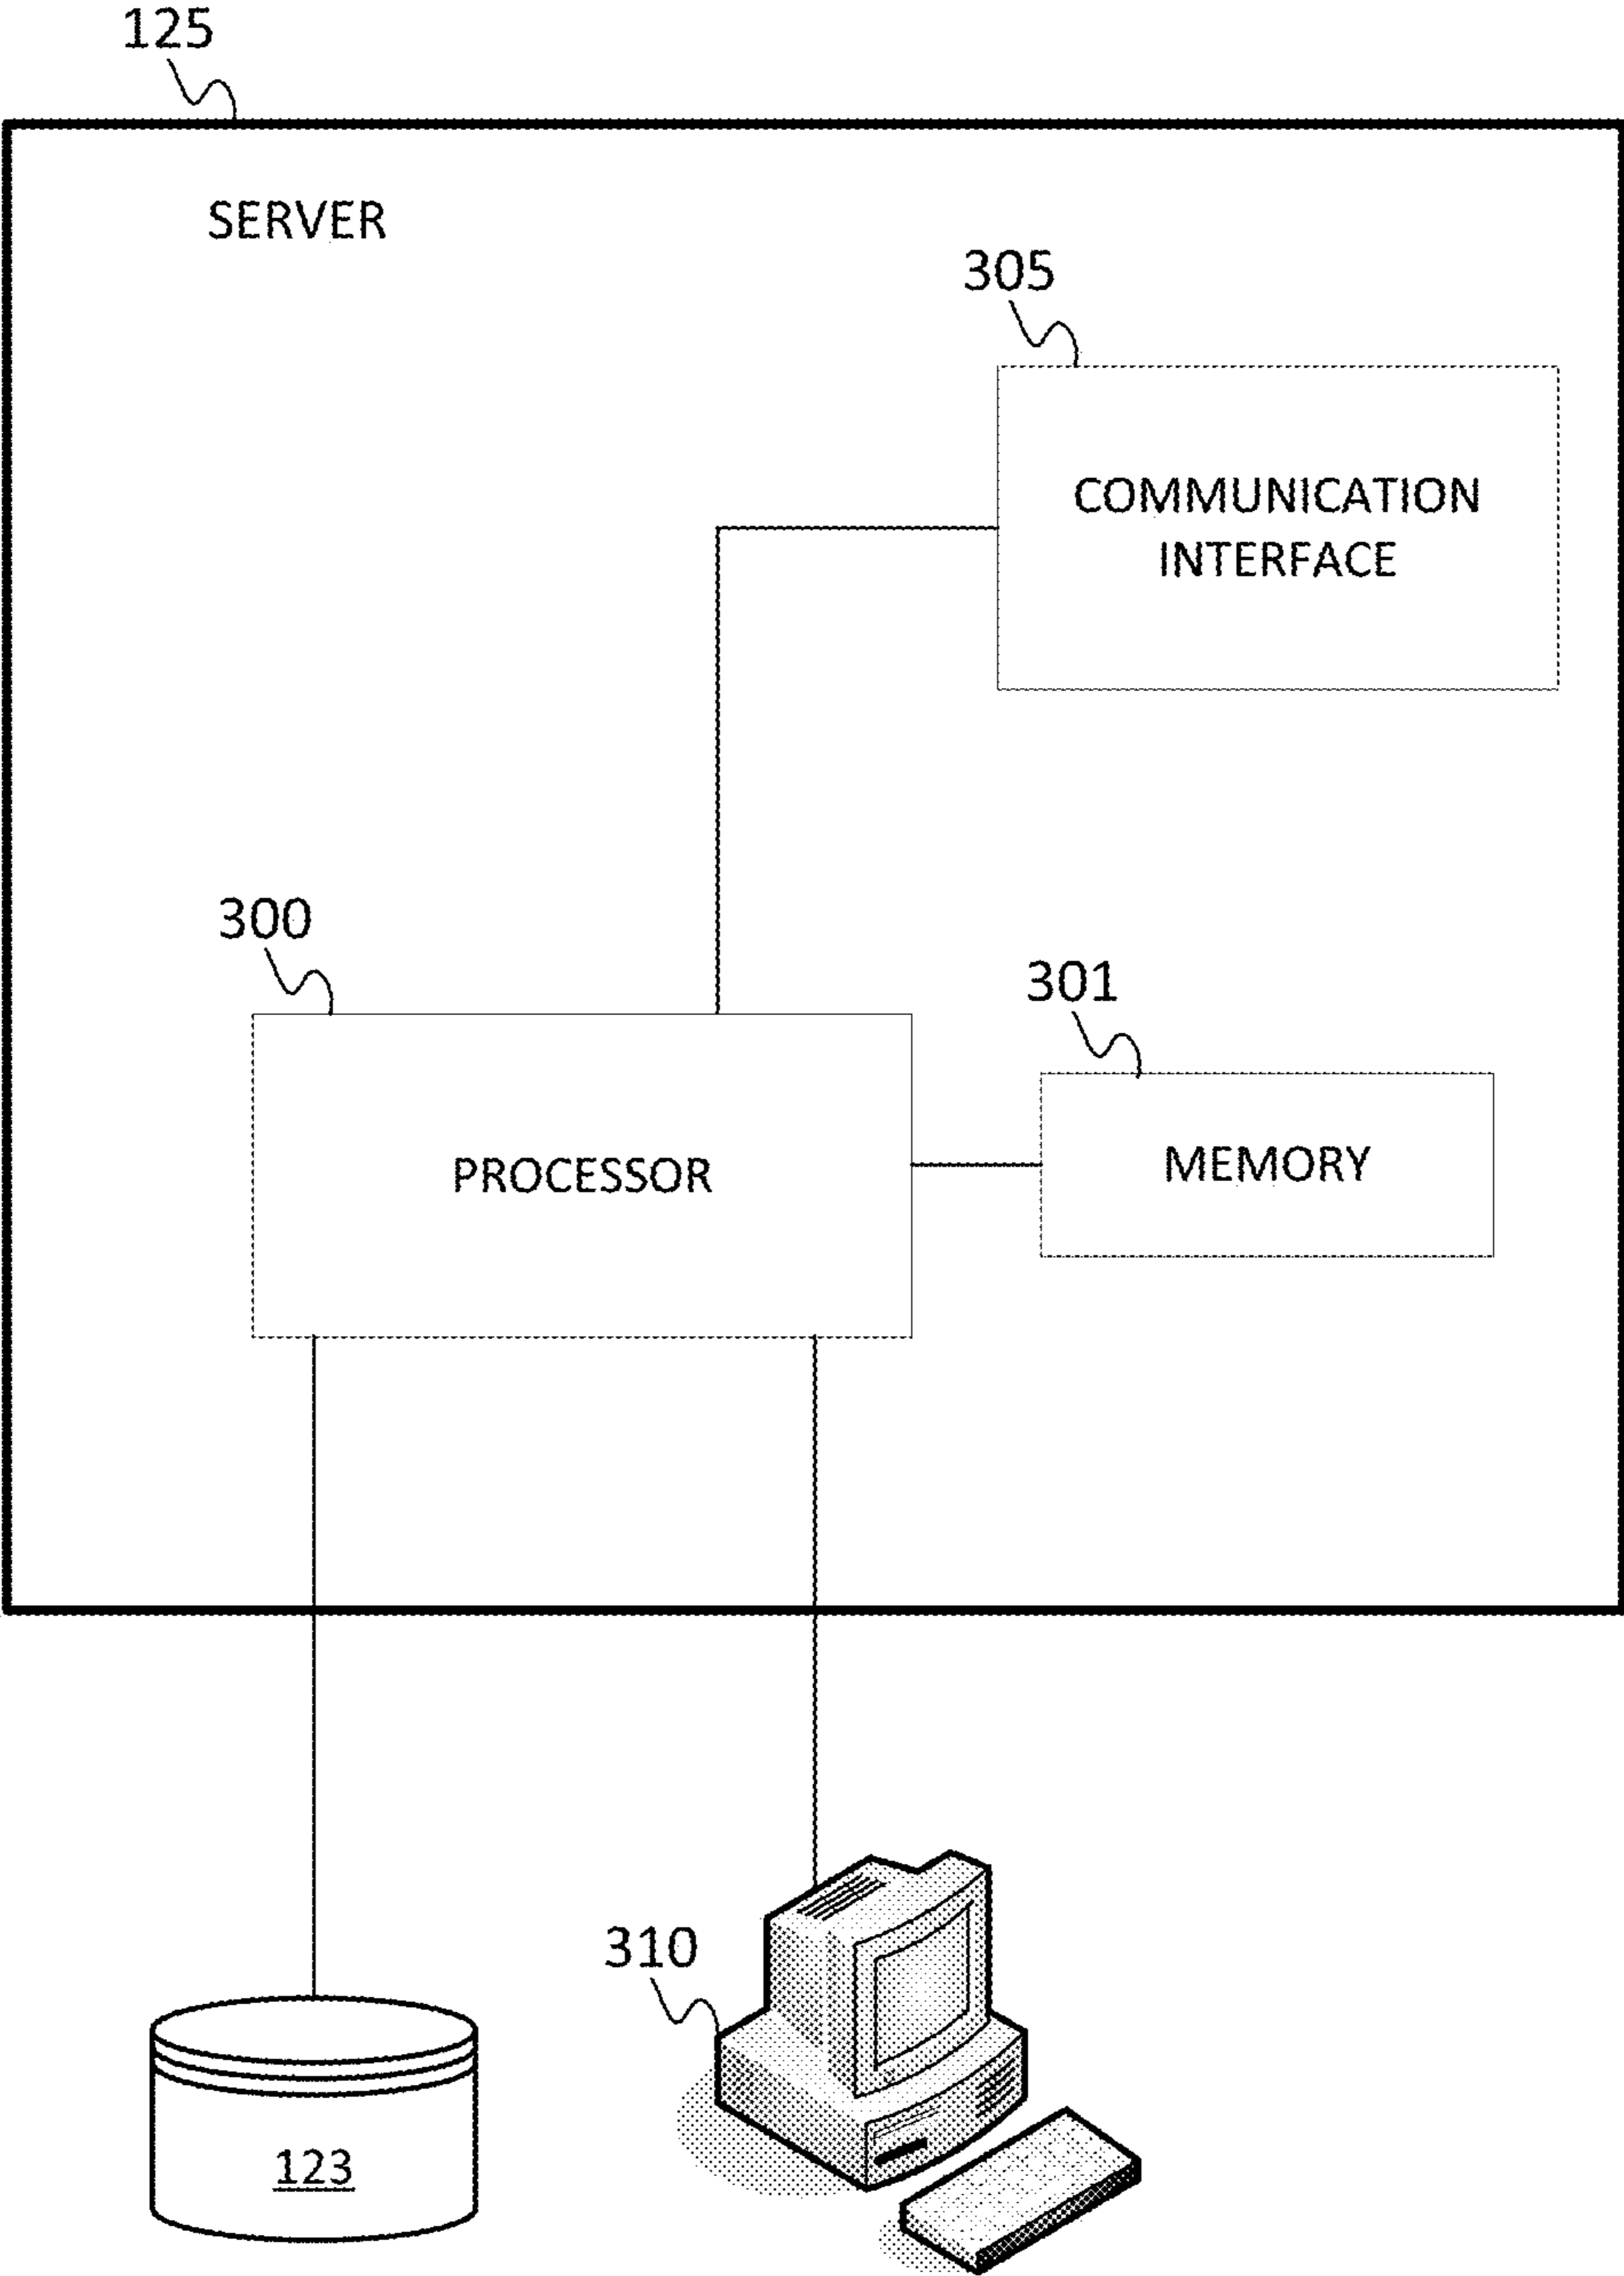 125
SERVER
305
COMMUNICATION
INTERFACE
300
301
PROCESSOR
MEMORY
310
123